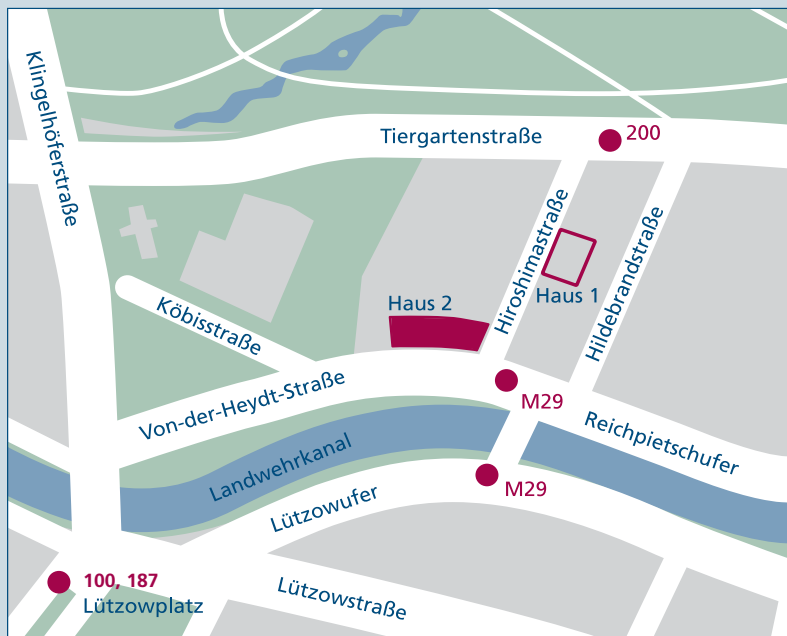 Klingelhöferstraße
Tiergartenstraße
200
Hiroshimastraße
Hildebrandstraße
Haus 1
Haus 2
Köbisstraße
Von-der-Heydt-Straße
M29
Reichpietschufer
Landwehrkanal
Lützowufer
M29
100, 187
Lützowplatz
Lützowstraße